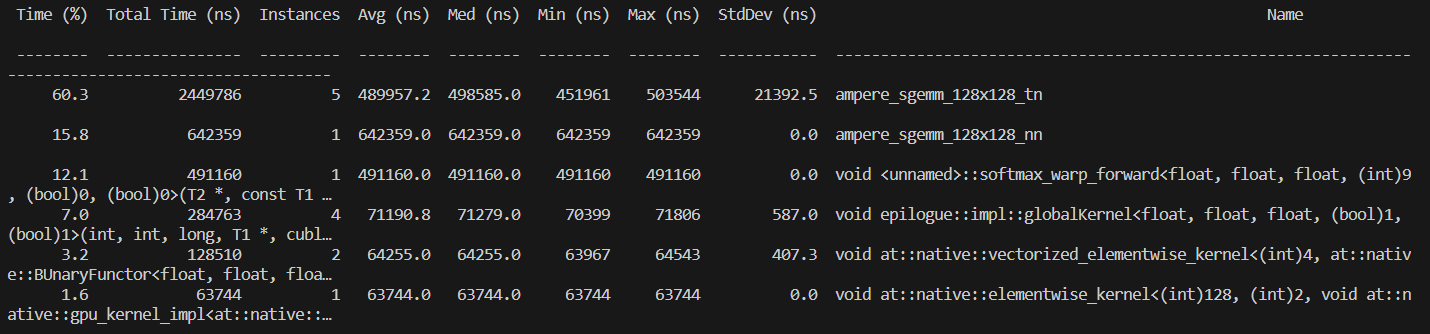 Time (%)  Total Time (ns)  Instances  Avg (ns)  Med (ns)  Min (ns)  Max (ns)  StdDev (ns)  Name
--------  ---------------  ---------  --------  --------  --------  --------  -----------  --------------------------------------------------------------
-----------------------------------
60.3  2449786  5  489957.2  498585.0  451961  503544  21392.5  ampere_sgemm_128x128_tn
15.8  642359  1  642359.0  642359.0  642359  642359  0.0  ampere_sgemm_128x128_nn
12.1  491160  1  491160.0  491160.0  491160  491160  0.0  void <unnamed>::softmax_warp_forward<float, float, float, (int)9
, (bool)0, (bool)0>(T2 *, const T1 …
7.0  284763  4  71190.8  71279.0  70399  71806  587.0  void epilogue::impl::globalKernel<float, float, float, (bool)1,
(bool)1>(int, int, long, T1 *, cubl…
3.2  128510  2  64255.0  64255.0  63967  64543  407.3  void at::native::vectorized_elementwise_kernel<(int)4, at::nativ
e::BUnaryFunctor<float, float, floa…
1.6  63744  1  63744.0  63744.0  63744  63744  0.0  void at::native::elementwise_kernel<(int)128, (int)2, void at::n
ative::gpu_kernel_impl<at::native::…